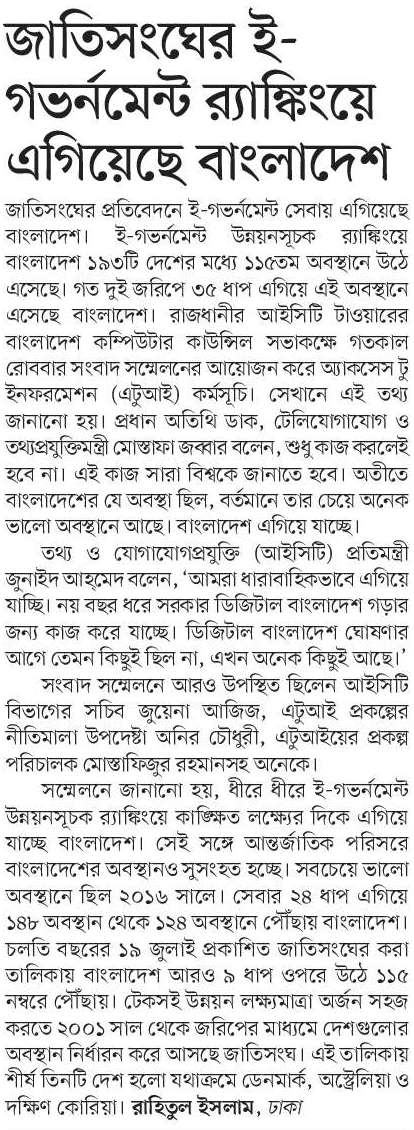 জাতিসংঘের ই-
গভর্নমেন্ট র‍্যাঙ্কিংয়ে
এগিয়েছে বাংলাদেশ
জাতিসংঘের প্রতিবেদনে ই-গভর্নমেন্ট সেবায় এগিয়েছে
বাংলাদেশ। ই-গভর্নমেন্ট উন্নয়নসূচক র‍্যাঙ্কিংয়ে
বাংলাদেশ ১৯৩টি দেশের মধ্যে ১১৫তম অবস্থানে উঠে
এসেছে। গত দুই জরিপে ৩৫ ধাপ এগিয়ে এই অবস্থানে
এসেছে বাংলাদেশ। রাজধানীর আইসিটি টাওয়ারের
বাংলাদেশ কম্পিউটার কাউন্সিল সভাকক্ষে গতকাল
রোববার সংবাদ সম্মেলনের আয়োজন করে অ্যাকসেস টু
ইনফরমেশন (এটুআই) কর্মসূচি। সেখানে এই তথ্য
জানানো হয়। প্রধান অতিথি ডাক, টেলিযোগাযোগ ও
তথ্যপ্রযুক্তিমন্ত্রী মোস্তাফা জব্বার বলেন, শুধু কাজ করলেই
হবে না। এই কাজ সারা বিশ্বকে জানাতে হবে। অতীতে
বাংলাদেশের যে অবস্থা ছিল, বর্তমানে তার চেয়ে অনেক
ভালো অবস্থানে আছে। বাংলাদেশ এগিয়ে যাচ্ছে।
তথ্য ও যোগাযোগপ্রযুক্তি (আইসিটি) প্রতিমন্ত্রী
জুনাইদ আহ্‌মেদ বলেন, ‘আমরা ধারাবাহিকভাবে এগিয়ে
যাচ্ছি। নয় বছর ধরে সরকার ডিজিটাল বাংলাদেশ গড়ার
জন্য কাজ করে যাচ্ছে। ডিজিটাল বাংলাদেশ ঘোষণার
আগে তেমন কিছুই ছিল না, এখন অনেক কিছুই আছে।’
সংবাদ সম্মেলনে আরও উপস্থিত ছিলেন আইসিটি
বিভাগের সচিব জুয়েনা আজিজ, এটুআই প্রকল্পের
নীতিমালা উপদেষ্টা অনির চৌধুরী, এটুআইয়ের প্রকল্প
পরিচালক মোস্তাফিজুর রহমানসহ অনেকে।
সম্মেলনে জানানো হয়, ধীরে ধীরে ই-গভর্নমেন্ট
উন্নয়নসূচক র‍্যাঙ্কিংয়ে কাঙ্ক্ষিত লক্ষ্যের দিকে এগিয়ে
যাচ্ছে বাংলাদেশ। সেই সঙ্গে আন্তর্জাতিক পরিসরে
বাংলাদেশের অবস্থানও সুসংহত হচ্ছে। সবচেয়ে ভালো
অবস্থানে ছিল ২০১৬ সালে। সেবার ২৪ ধাপ এগিয়ে
১৪৮ অবস্থান থেকে ১২৪ অবস্থানে পৌঁছায় বাংলাদেশ।
চলতি বছরের ১৯ জুলাই প্রকাশিত জাতিসংঘের করা
তালিকায় বাংলাদেশ আরও ৯ ধাপ ওপরে উঠে ১১৫
নম্বরে পৌঁছায়। টেকসই উন্নয়ন লক্ষ্যমাত্রা অর্জন সহজ
করতে ২০০১ সাল থেকে জরিপের মাধ্যমে দেশগুলোর
অবস্থান নির্ধারন করে আসছে জাতিসংঘ। এই তালিকায়
শীর্ষ তিনটি দেশ হলো যথাক্রমে ডেনমার্ক, অস্ট্রেলিয়া ও
দক্ষিণ কোরিয়া। রাহিতুল ইসলাম, ঢাকা